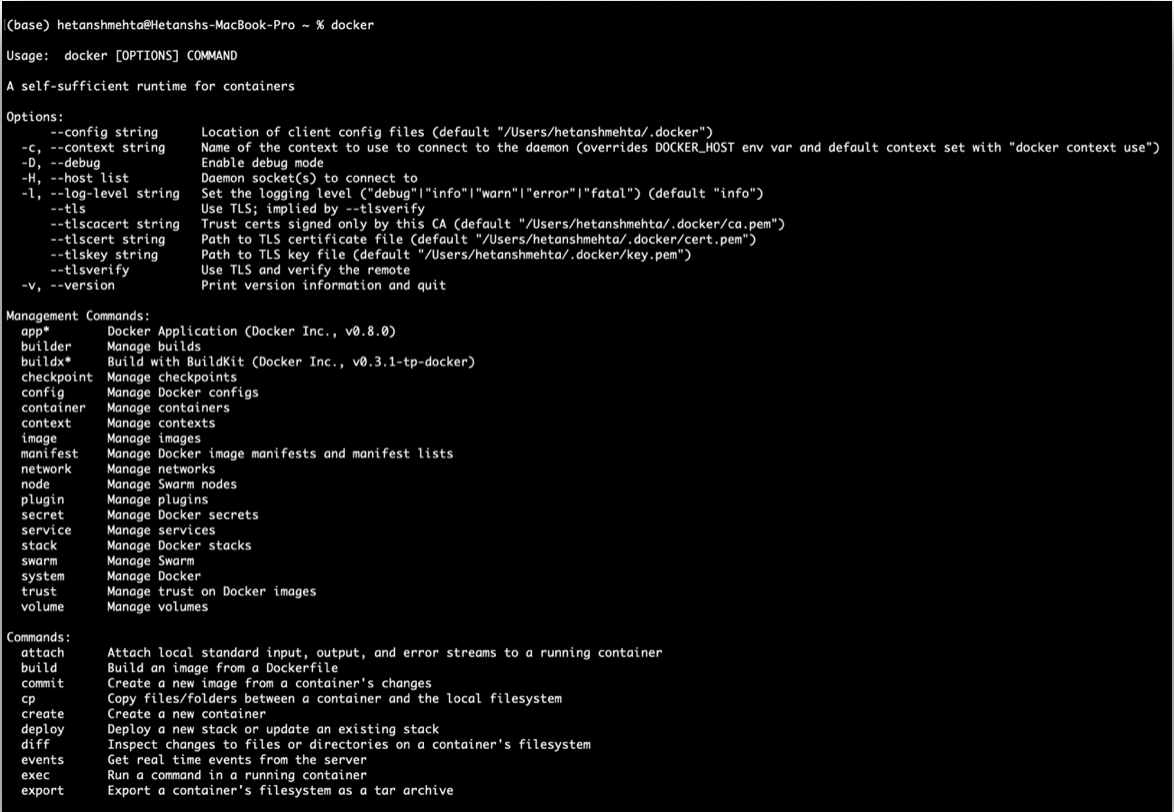 (base) hetanshmehta@Hetanshs-MacBook-Pro ~ % docker
Usage:  docker [OPTIONS] COMMAND
A self-sufficient runtime for containers
Options:
      --config string      Location of client config files (default "/Users/hetanshmehta/.docker")
  -c, --context string     Name of the context to use to connect to the daemon (overrides DOCKER_HOST env var and default context set with "docker context use")
  -D, --debug              Enable debug mode
  -H, --host list          Daemon socket(s) to connect to
  -l, --log-level string   Set the logging level ("debug"|"info"|"warn"|"error"|"fatal") (default "info")
      --tls                Use TLS; implied by --tlsverify
      --tlscacert string   Trust certs signed only by this CA (default "/Users/hetanshmehta/.docker/ca.pem")
      --tlscert string     Path to TLS certificate file (default "/Users/hetanshmehta/.docker/cert.pem")
      --tlskey string      Path to TLS key file (default "/Users/hetanshmehta/.docker/key.pem")
      --tlsverify          Use TLS and verify the remote
  -v, --version            Print version information and quit
Management Commands:
  app*        Docker Application (Docker Inc., v0.8.0)
  builder     Manage builds
  buildx*     Build with BuildKit (Docker Inc., v0.3.1-tp-docker)
  checkpoint  Manage checkpoints
  config      Manage Docker configs
  container   Manage containers
  context     Manage contexts
  image       Manage images
  manifest    Manage Docker image manifests and manifest lists
  network     Manage networks
  node        Manage Swarm nodes
  plugin      Manage plugins
  secret      Manage Docker secrets
  service     Manage services
  stack       Manage Docker stacks
  swarm       Manage Swarm
  system      Manage Docker
  trust       Manage trust on Docker images
  volume      Manage volumes
Commands:
  attach      Attach local standard input, output, and error streams to a running container
  build       Build an image from a Dockerfile
  commit      Create a new image from a container's changes
  cp          Copy files/folders between a container and the local filesystem
  create      Create a new container
  deploy      Deploy a new stack or update an existing stack
  diff        Inspect changes to files or directories on a container's filesystem
  events      Get real time events from the server
  exec        Run a command in a running container
  export      Export a container's filesystem as a tar archive